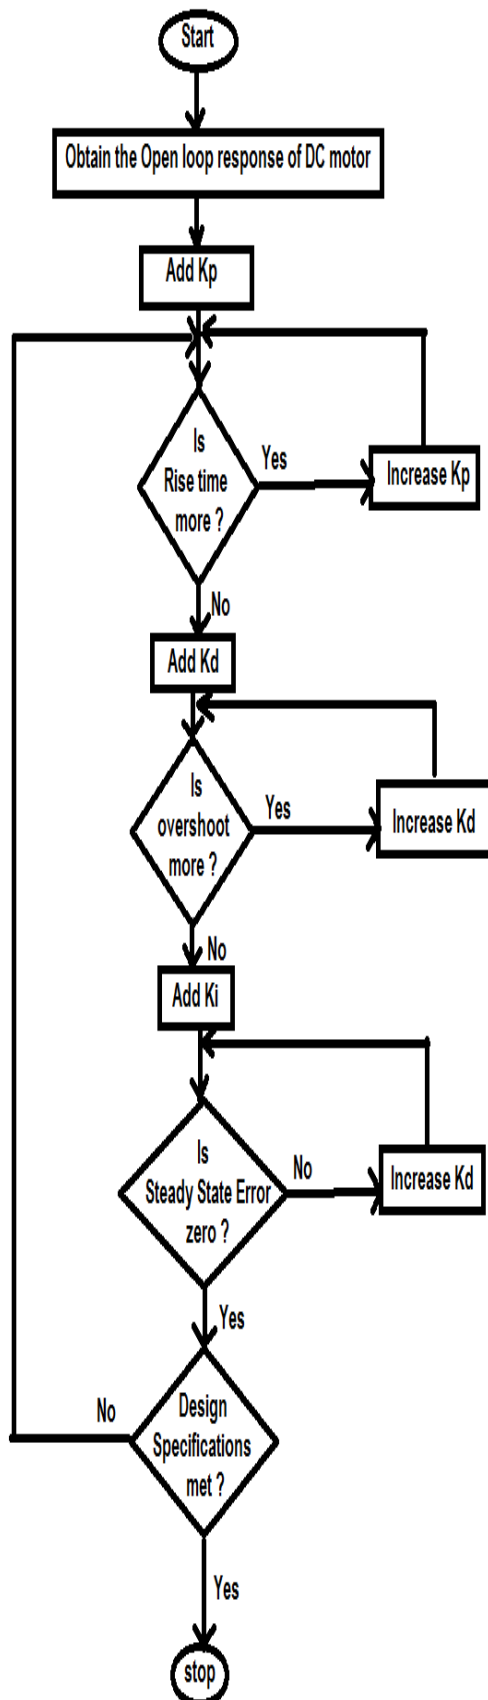 Start
Obtain the Open loop response of DC motor
Add Kp
Is
Rise time
more ?
Yes
Increase Kp
No
Add Kd
Is
overshoot
more ?
Yes
Increase Kd
No
Add Ki
Is
Steady State Error
zero ?
No
Increase Kd
Yes
Design
Specifications
met ?
No
Yes
stop